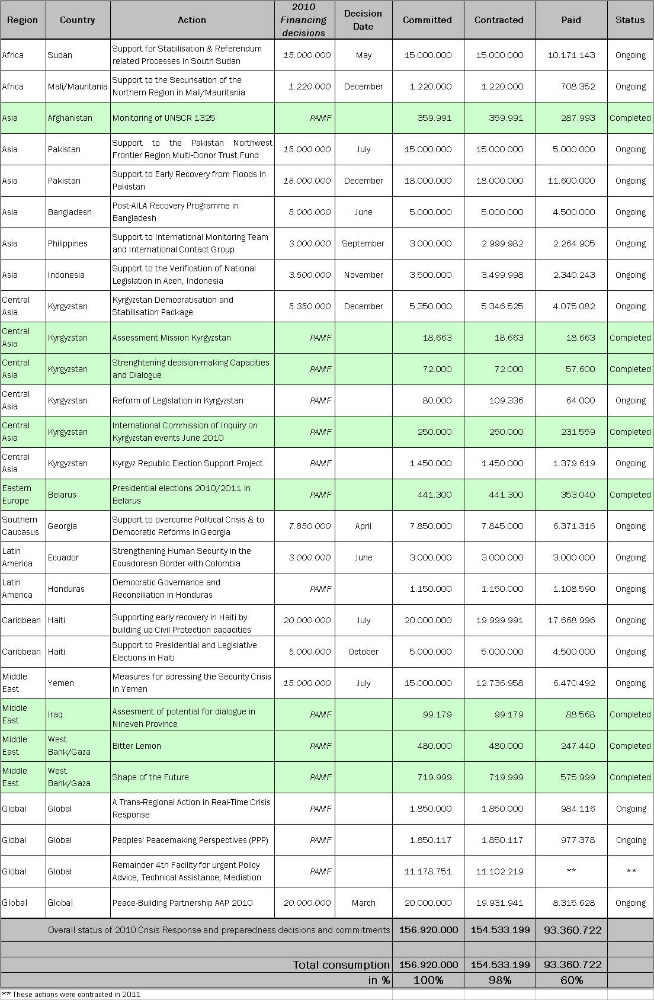 Region Country Action 2010 Financing decisions Decision Date Committed Contracted Paid Status
Africa Sudan Support for Stabilisation & Referendum related Processes in South Sudan 15.000.000 May 15.000.000 15.000.000 10.171.143 Ongoing
Africa Mali/Mauritania Support to the Securisation of the Northern Region in Mali/Mauritania 1.220.000 December 1.220.000 1.220.000 708.352 Ongoing
Asia Afghanistan Monitoring of UNSCR 1325 PAMF 359.991 359.991 287.993 Completed
Asia Pakistan Support to the Pakistan Northwest Frontier Region Multi-Donor Trust Fund 15.000.000 July 15.000.000 15.000.000 5.000.000 Ongoing
Asia Pakistan Support to Early Recovery from Floods in Pakistan 18.000.000 December 18.000.000 18.000.000 11.600.000 Ongoing
Asia Bangladesh Post-AILA Recovery Programme in Bangladesh 5.000.000 June 5.000.000 5.000.000 4.500.000 Ongoing
Asia Philippines Support to International Monitoring Team and International Contact Group 3.000.000 September 3.000.000 2.999.982 2.264.905 Ongoing
Asia Indonesia Support to the Verification of National Legislation in Aceh, Indonesia 3.500.000 November 3.500.000 3.499.998 2.340.243 Ongoing
Central Asia Kyrgyzstan Kyrgyzstan Democratisation and Stabilisation Package 5.350.000 December 5.350.000 5.346.525 4.075.082 Ongoing
Central Asia Kyrgyzstan Assessment Mission Kyrgyzstan PAMF 18.663 18.663 18.663 Completed
Central Asia Kyrgyzstan Strenghtening decision-making Capacities and Dialogue PAMF 72.000 72.000 57.600 Completed
Central Asia Kyrgyzstan Reform of Legislation in Kyrgyzstan PAMF 80.000 109.336 64.000 Ongoing
Central Asia Kyrgyzstan International Commission of Inquiry on Kyrgyzstan events June 2010 PAMF 250.000 250.000 231.559 Completed
Central Asia Kyrgyzstan Kyrgyz Republic Election Support Project PAMF 1.450.000 1.450.000 1.379.619 Ongoing
Eastern Europe Belarus Presidential elections 2010/2011 in Belarus PAMF 441.300 441.300 353.040 Completed
Southern Caucasus Georgia Support to overcome Political Crisis & to Democratic Reforms in Georgia 7.850.000 April 7.850.000 7.845.000 6.371.316 Ongoing
Latin America Ecuador Strengthening Human Security in the Ecuadorean Border with Colombia 3.000.000 June 3.000.000 3.000.000 3.000.000 Ongoing
Latin America Honduras Democratic Governance and Reconciliation in Honduras PAMF 1.150.000 1.150.000 1.108.590 Ongoing
Caribbean Haiti Supporting early recovery in Haiti by building up Civil Protection capacities 20.000.000 July 20.000.000 19.999.991 17.668.996 Ongoing
Caribbean Haiti Support to Presidential and Legislative Elections in Haiti 5.000.000 October 5.000.000 5.000.000 4.500.000 Ongoing
Middle East Yemen Measures for adressing the Security Crisis in Yemen 15.000.000 July 15.000.000 12.736.958 6.470.492 Ongoing
Middle East Iraq Assesment of potential for dialogue in Nineveh Province PAMF 99.179 99.179 88.568 Completed
Middle East West Bank/Gaza Bitter Lemon PAMF 480.000 480.000 247.440 Completed
Middle East West Bank/Gaza Shape of the Future PAMF 719.999 719.999 575.999 Completed
Global Global A Trans-Regional Action in Real-Time Crisis Response PAMF 1.850.000 1.850.000 984.116 Ongoing
Global Global Peoples' Peacemaking Perspectives (PPP) PAMF 1.850.117 1.850.117 977.378 Ongoing
Global Global Remainder 4th Facility for urgent Policy Advice, Technical Assistance, Mediation PAMF 11.178.751 11.102.219 ** **
Global Global Peace-Building Partnership AAP 2010 20.000.000 March 20.000.000 19.931.941 8.315.628 Ongoing
Overall status of 2010 Crisis Response and preparedness decisions and commitments 156.920.000 154.533.199 93.360.722
Total consumption 156.920.000 154.533.199 93.360.722
in % 100% 98% 60%
** These actions were contracted in 2011